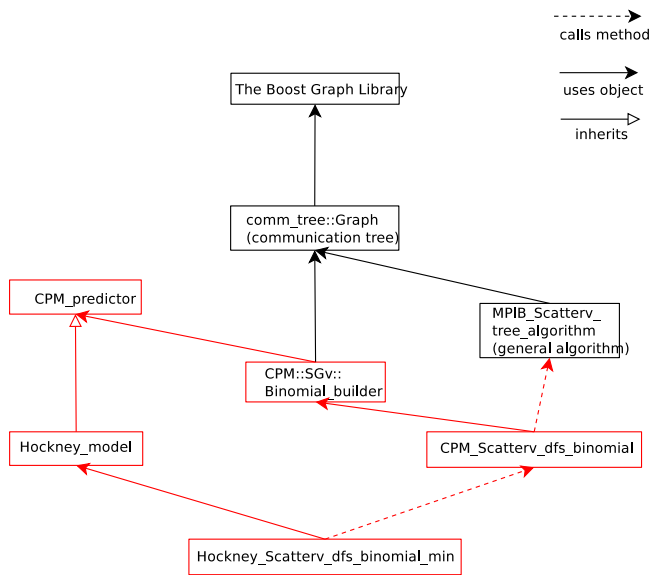 calls method
The Boost Graph Library
uses object
inherits
comm_tree::Graph
(communication tree)
CPM_predictor
MPIB_Scatterv_
tree_algorithm
(general algorithm)
CPM::SGv::
Binomial_builder
Hockney_model
CPM_Scatterv_dfs_binomial
Hockney_Scatterv_dfs_binomial_min